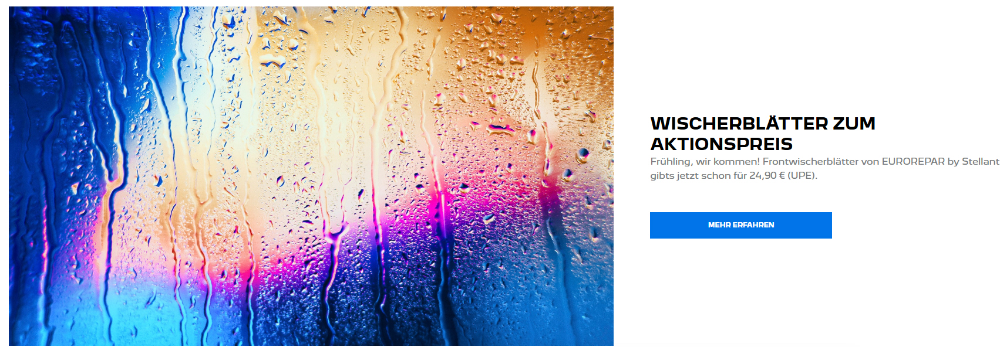 WISCHERBLÄTTER ZUM
AKTIONSPREIS
Frühling, wir kommen! Frontwischerblätter von EUROREPAR by Stellant
gibts jetzt schon für 24,90 € (UPE).
MEHR ERFAHREN